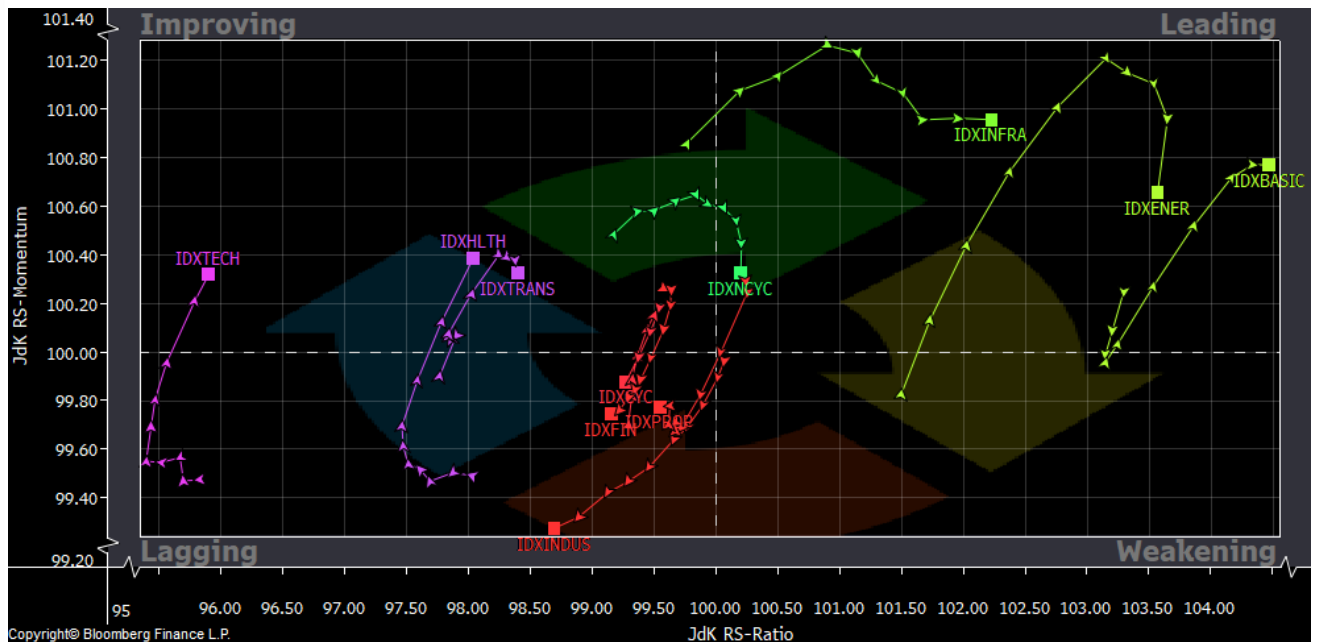 Improving
Leading
101.40
101.20
101.00
100.80
100.60
100.40
100.20
100.00
99.80
99.60
99.40
99.20
JdK RS-Momentum
IDXINFRA
IDXBASIC
IDXENER
IDXHLTH
IDXTECH
IDXTRANS
IDXNCYC
IDXCYC
IDXPROP
IDXFIN
IDXINDUS
Lagging
Weakening
95
96.00
96.50
97.00
97.50
98.00
98.50
99.00
99.50
100.00
100.50
101.00
101.50
102.00
102.50
103.00
103.50
104.00
Copyright© Bloomberg Finance L.P.
JdK RS-Ratio